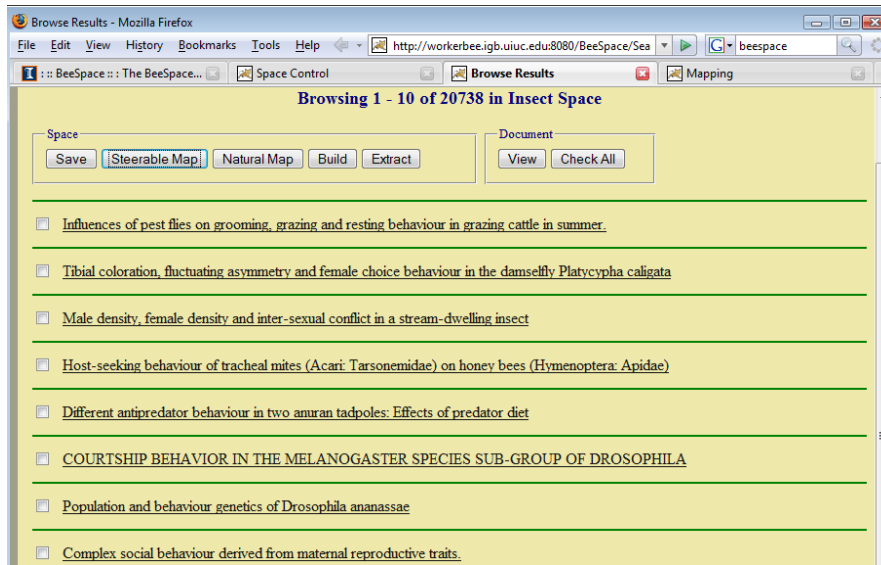 Browse Results - Mozilla Firefox
File Edit View History Bookmarks Tools Help http://workerbee.igb.uiuc.edu:8080/BeeSpace/Sea G beespace
I : :: BeeSpace :: : The BeeSpace... Space Control Browse Results Mapping
Browsing 1 - 10 of 20738 in Insect Space
Space Document
Save Steerable Map Natural Map Build Extract View Check All
Influences of pest flies on grooming, grazing and resting behaviour in grazing cattle in summer.
Tibial coloration, fluctuating asymmetry and female choice behaviour in the damselfly Platycypha caligata
Male density, female density and inter-sexual conflict in a stream-dwelling insect
Host-seeking behaviour of tracheal mites (Acari: Tarsonemidae) on honey bees (Hymenoptera: Apidae)
Different antipredator behaviour in two anuran tadpoles: Effects of predator diet
COURTSHIP BEHAVIOR IN THE MELANOGASTER SPECIES SUB-GROUP OF DROSOPHILA
Population and behaviour genetics of Drosophila ananassae
Complex social behaviour derived from maternal reproductive traits.